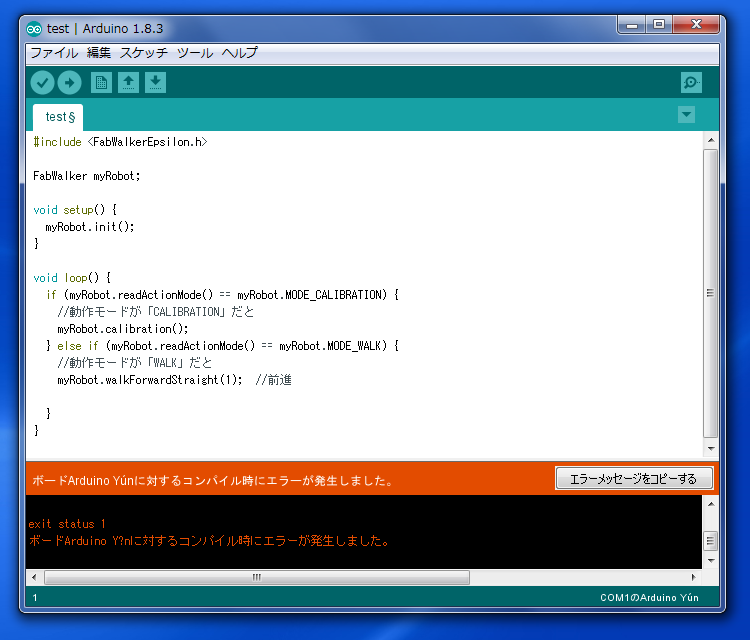 test | Arduino 1.8.3
ファイル 編集 スケッチ ツール ヘルプ
test§
#include <FabWalkerEpsilon.h>
FabWalker myRobot;
void setup() {
myRobot.init();
}
void loop() {
if (myRobot.readActionMode() == myRobot.MODE_CALIBRATION) {
//動作モードが「CALIBRATION」だと
myRobot.calibration();
} else if (myRobot.readActionMode() == myRobot.MODE_WALK) {
//動作モードが「WALK」だと
myRobot.walkForwardStraight(1);  //前進
}
}
ボードArduino Yúnに対するコンパイル時にエラーが発生しました。
エラーメッセージをコピーする
exit status 1
ボードArduino Y?nに対するコンパイル時にエラーが発生しました。
1 COM1のArduino Yún